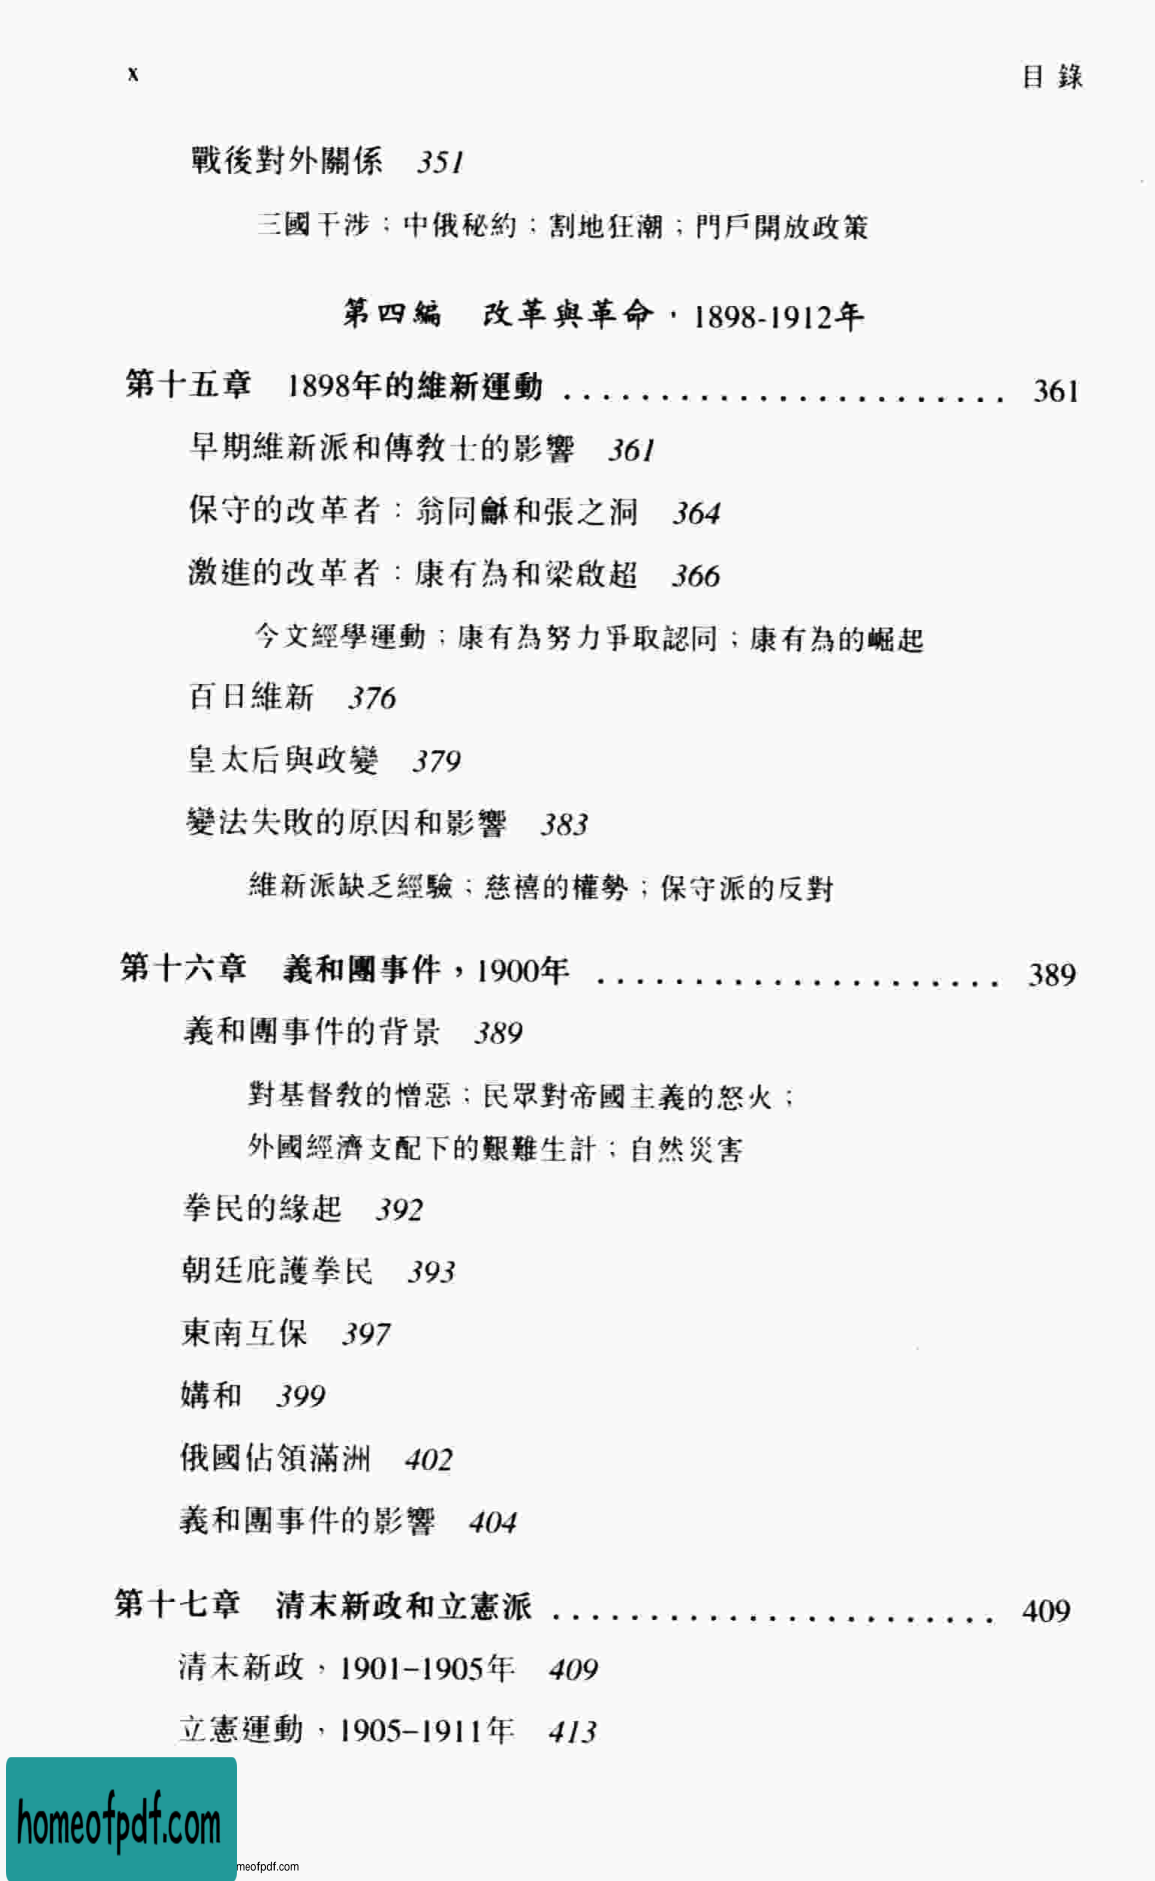 x 目錄
戰後對外關係 351
三國干涉；中俄秘約；割地狂潮；門戶開放政策
第四編 改革與革命，1898-1912年
第十五章 1898年的維新運動 . . . . . . . . . . . . . . . . . . . . . . . 361
早期維新派和傳教士的影響 361
保守的改革者：翁同龢和張之洞 364
激進的改革者：康有為和梁啟超 366
今文經學運動；康有為努力爭取認同；康有為的崛起
百日維新 376
皇太后與政變 379
變法失敗的原因和影響 383
維新派缺乏經驗；慈禧的權勢；保守派的反對
第十六章 義和團事件，1900年 . . . . . . . . . . . . . . . . . . . . . 389
義和團事件的背景 389
對基督教的憎惡；民眾對帝國主義的怒火；
外國經濟支配下的艱難生計；自然災害
拳民的緣起 392
朝廷庇護拳民 393
東南互保 397
媾和 399
俄國佔領滿洲 402
義和團事件的影響 404
第十七章 清末新政和立憲派 . . . . . . . . . . . . . . . . . . . . . . . 409
清末新政，1901–1905年 409
立憲運動，1905–1911年 413
homeofpdf.com
meofpdf.com